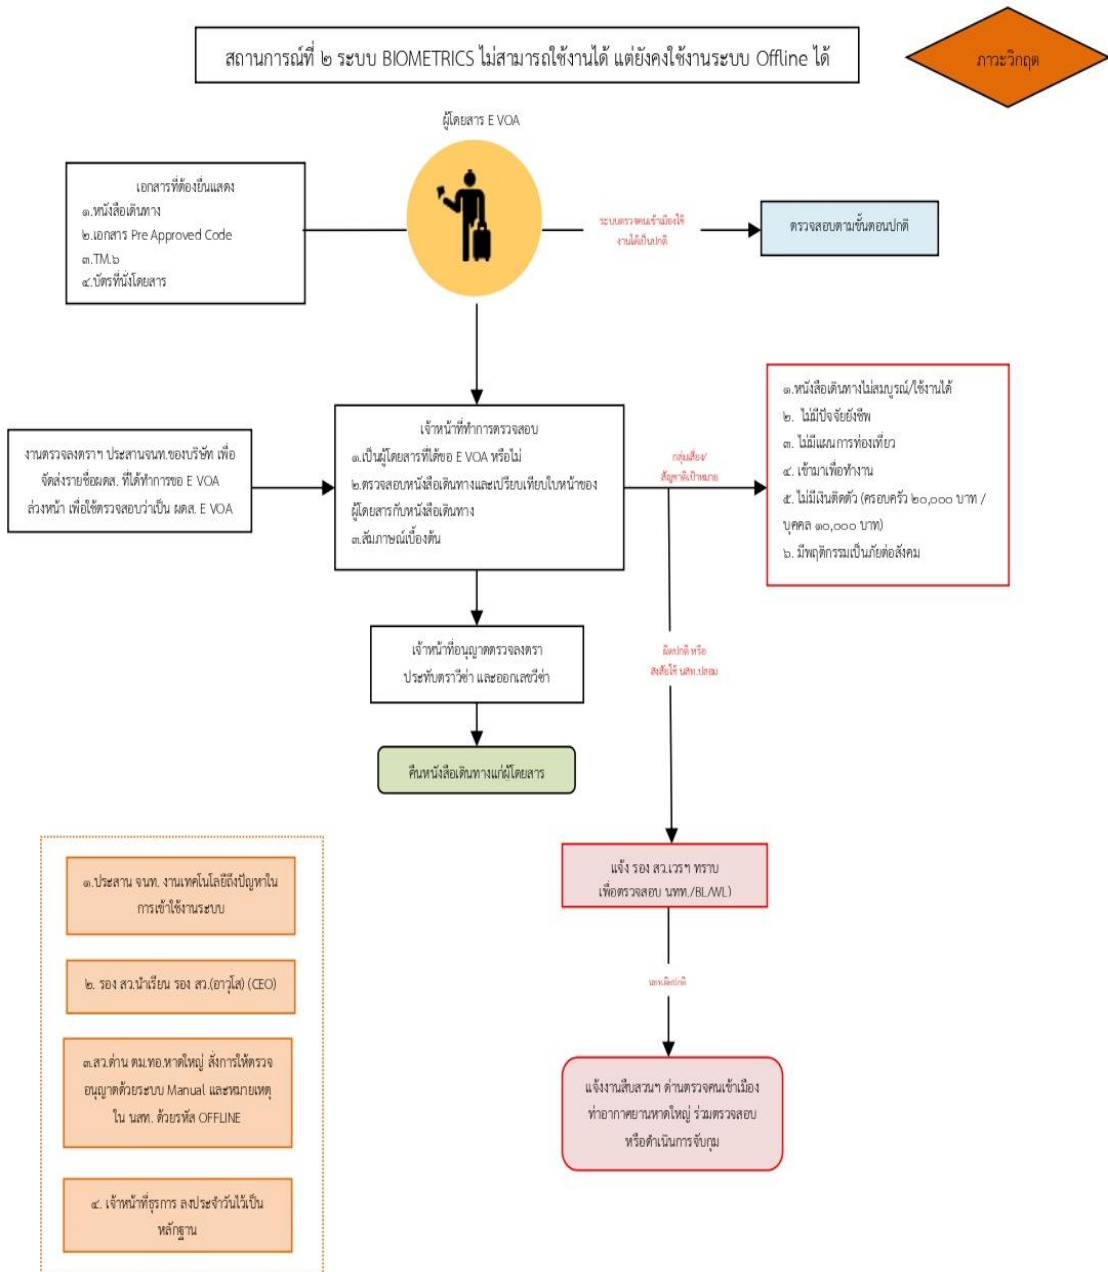 สถานการณ์ที่ ๒ ระบบ BIOMETRICS ไม่สามารถใช้งานได้ แต่ยังคงใช้งานระบบ Offline ได้
ภาวะวิกฤต
ผู้โดยสาร E VOA
เอกสารที่ต้องยื่นแสดง
๑.หนังสือเดินทาง
๒.เอกสาร Pre Approved Code
๓.TM.๖
๔.บัตรที่นั่งโดยสาร
ระบบตรวจคนเข้าเมืองใช้
งานได้เป็นปกติ
ตรวจสอบตามขั้นตอนปกติ
งานตรวจลงตราฯ ประสานจนท.ของบริษัท เพื่อ
จัดส่งรายชื่อผดส. ที่ได้ทำการขอ E VOA
ล่วงหน้า เพื่อใช้ตรวจสอบว่าเป็น ผดส. E VOA
เจ้าหน้าที่ทำการตรวจสอบ
๑.เป็นผู้โดยสารที่ได้ขอ E VOA หรือไม่
๒.ตรวจสอบหนังสือเดินทางและเปรียบเทียบใบหน้าของ
ผู้โดยสารกับหนังสือเดินทาง
๓.สัมภาษณ์เบื้องต้น
กลุ่มเสี่ยง/
สัญชาติเป้าหมาย
๑.หนังสือเดินทางไม่สมบูรณ์/ใช้งานได้
๒. ไม่มีปัจจัยยังชีพ
๓. ไม่มีแผนการท่องเที่ยว
๔. เข้ามาเพื่อทำงาน
๕. ไม่มีเงินติดตัว (ครอบครัว ๒๐,๐๐๐ บาท /
บุคคล ๑๐,๐๐๐ บาท)
๖. มีพฤติกรรมเป็นภัยต่อสังคม
เจ้าหน้าที่อนุญาตตรวจลงตรา
ประทับตราวีซ่า และออกเลขวีซ่า
ผิดปกติ หรือ
สงสัยใช้ นสท.ปลอม
คืนหนังสือเดินทางแก่ผู้โดยสาร
แจ้ง รอง สว.เวรฯ ทราบ
เพื่อตรวจสอบ นทท./BL/WL)
นทท.ผิดปกติ
แจ้งงานสืบสวนฯ ด่านตรวจคนเข้าเมือง
ท่าอากาศยานหาดใหญ่ ร่วมตรวจสอบ
หรือดำเนินการจับกุม
๑.ประสาน จนท. งานเทคโนโลยีถึงปัญหาใน
การเข้าใช้งานระบบ
๒. รอง สว.นำเรียน รอง สว.(อาวุโส) (CEO)
๓.สว.ด่าน ตม.ทอ.หาดใหญ่ สั่งการให้ตรวจ
อนุญาตด้วยระบบ Manual และหมายเหตุ
ใน นสท. ด้วยรหัส OFFLINE
๔. เจ้าหน้าที่ธุรการ ลงประจำวันไว้เป็น
หลักฐาน